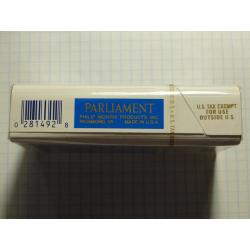 PARLIAMENT
PHILIP MORRIS PRODUCTS INC.
RICHMOND, VA MADE IN U.S.A.
0 281492 8
U.S. TAX EXEMPT
FOR USE
OUTSIDE U.S.